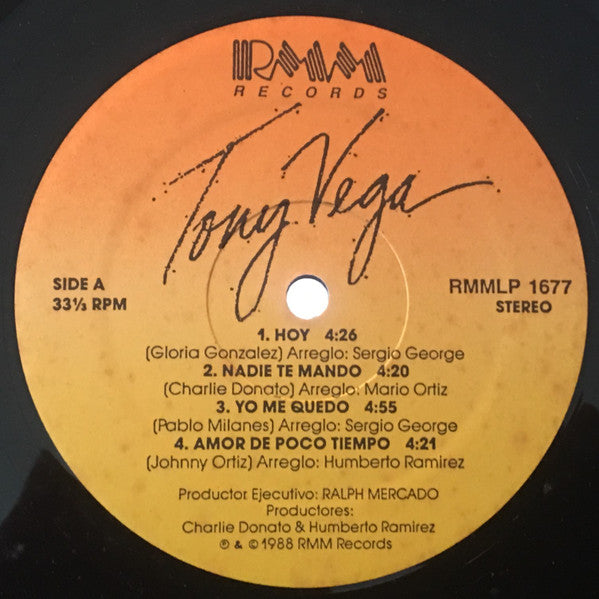 RMM
RECORDS
Tony Vega
SIDE A
33⅓ RPM
RMMLP 1677
STEREO
1. HOY 4:26
(Gloria Gonzalez) Arreglo: Sergio George
2. NADIE TE MANDO 4:20
(Charlie Donato) Arreglo: Mario Ortiz
3. YO ME QUEDO 4:55
(Pablo Milanes) Arreglo: Sergio George
4. AMOR DE POCO TIEMPO 4:21
(Johnny Ortiz) Arreglo: Humberto Ramirez
Productor Ejecutivo: RALPH MERCADO
Productores:
Charlie Donato & Humberto Ramirez
℗ & © 1988 RMM Records